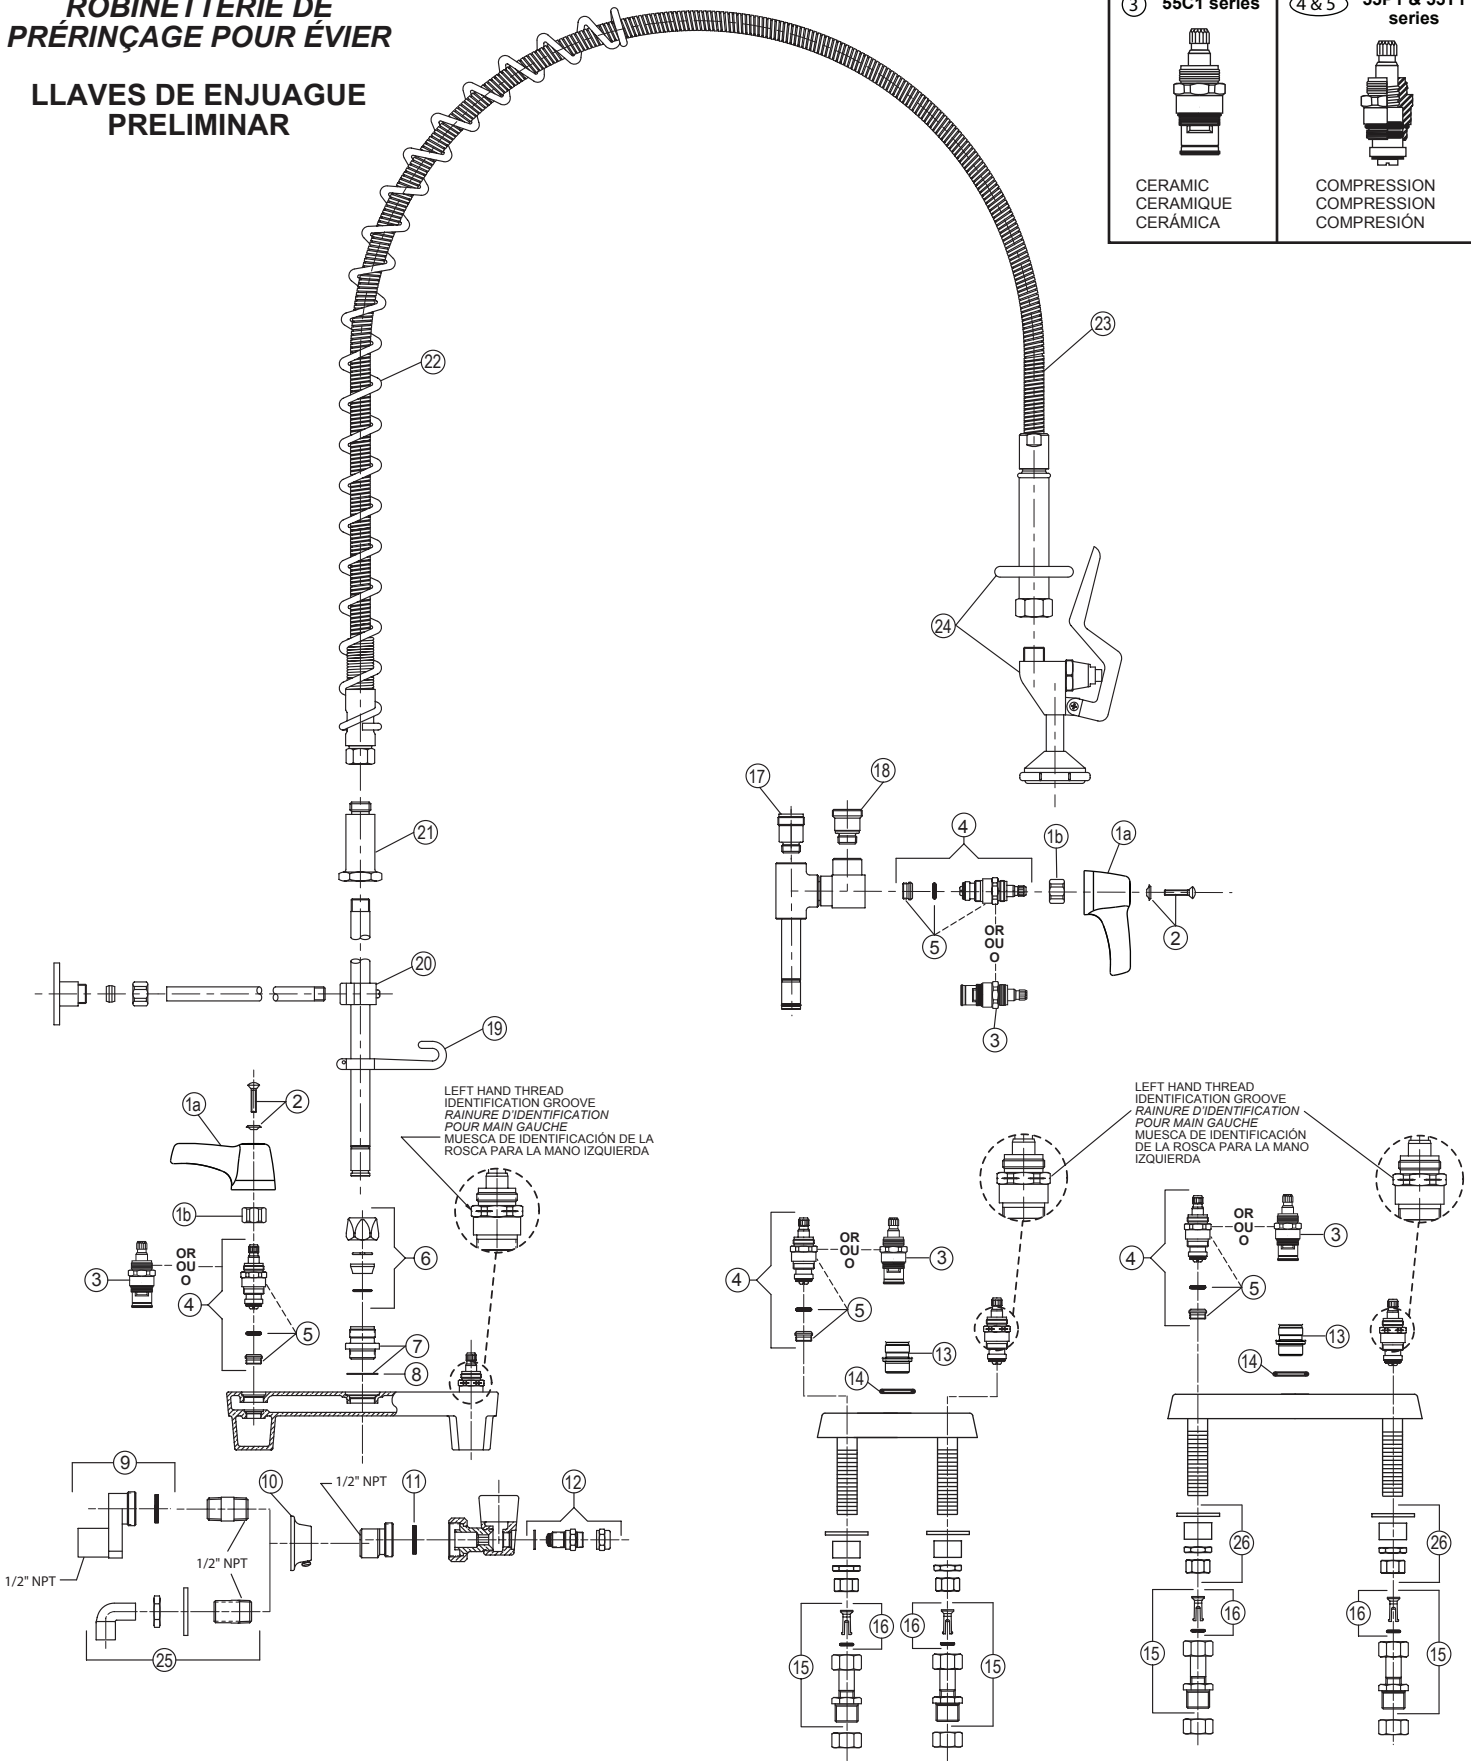 ROBINETTERIE DE
PRÉRINÇAGE POUR ÉVIER
LLAVES DE ENJUAGUE
PRELIMINAR
3 55C1 series
4 & 5
series
CERAMIC
CERAMIQUE
CERÁMICA
COMPRESSION
COMPRESSION
COMPRESIÓN
22
23
24
17
18
4
1b
1a
21
5
OR
OU
O
2
20
3
19
LEFT HAND THREAD
IDENTIFICATION GROOVE
RAINURE D'IDENTIFICATION
POUR MAIN GAUCHE
MUESCA DE IDENTIFICACIÓN DE LA
ROSCA PARA LA MANO IZQUIERDA
LEFT HAND THREAD
IDENTIFICATION GROOVE
RAINURE D'IDENTIFICATION
POUR MAIN GAUCHE
MUESCA DE IDENTIFICACIÓN
DE LA ROSCA PARA LA MANO
IZQUIERDA
1a
2
1b
3
OR
OU
O
4
5
6
7
8
4
OR
OU
O
3
5
13
14
4
OR
OU
O
3
5
13
14
9
10
1/2" NPT
11
12
1/2" NPT
1/2" NPT
25
16
16
15
15
26
26
16
16
15
15